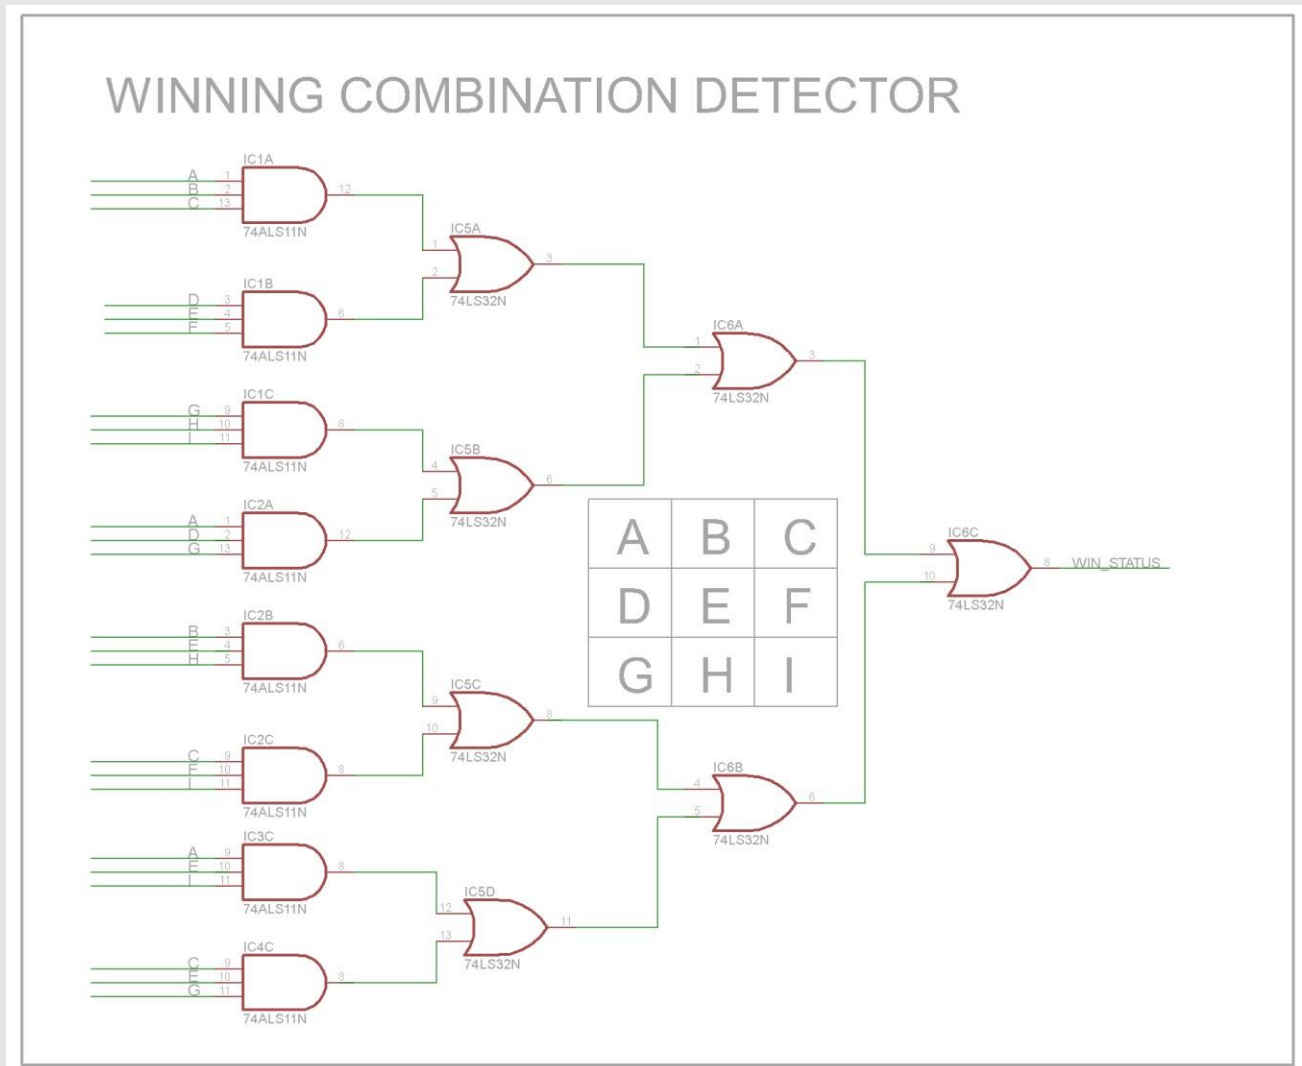 WINNING COMBINATION DETECTOR
IC1A
A 1
B 2
C 13
12
74ALS11N
IC5A
1
2
3
74LS32N
IC1B
D 3
E 4
F 5
6
74ALS11N
IC6A
1
2
3
74LS32N
IC1C
G 9
H 10
I 11
8
74ALS11N
IC5B
4
5
6
74LS32N
IC2A
A 1
D 2
G 13
12
74ALS11N
A B C
D E F
G H I
IC6C
9
10
8
WIN_STATUS
74LS32N
IC2B
B 3
E 4
H 5
6
74ALS11N
IC5C
9
10
8
74LS32N
IC2C
C 9
F 10
I 11
8
74ALS11N
IC6B
4
5
6
74LS32N
IC3C
A 9
E 10
I 11
8
74ALS11N
IC5D
12
13
11
74LS32N
IC4C
C 9
E 10
G 11
8
74ALS11N